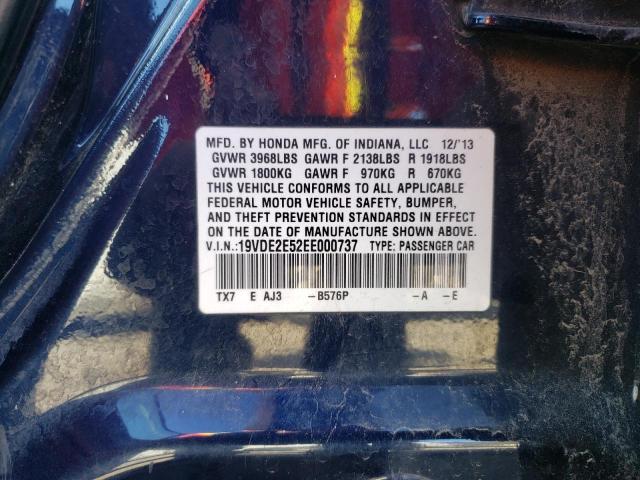 MFD. BY HONDA MFG. OF INDIANA, LLC 12/'13
GVWR 3968LBS GAWR F 2138LBS R 1918LBS
GVWR 1800KG GAWR F 970KG R 670KG
THIS VEHICLE CONFORMS TO ALL APPLICABLE
FEDERAL MOTOR VEHICLE SAFETY, BUMPER,
AND THEFT PREVENTION STANDARDS IN EFFECT
ON THE DATE OF MANUFACTURE SHOWN ABOVE.
V.I.N.:19VDE2E52EE000737 TYPE: PASSENGER CAR
TX7 E AJ3 -B576P -A -E